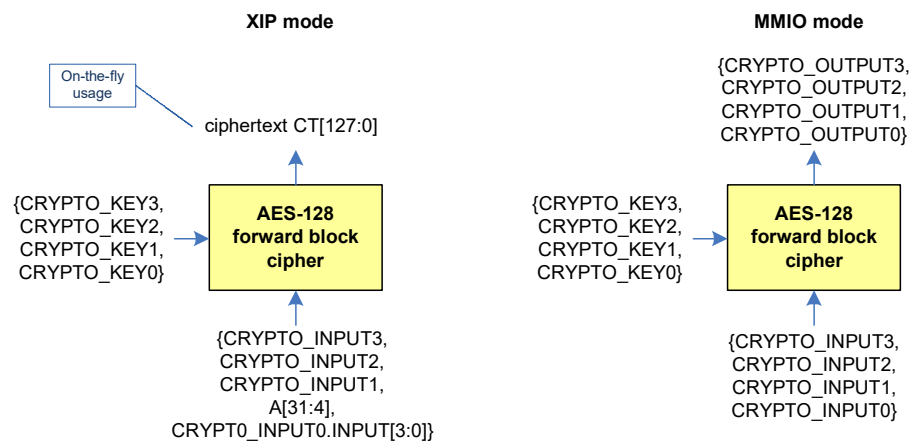 XIP mode
On-the-fly
usage
ciphertext CT[127:0]
{CRYPTO_KEY3,
CRYPTO_KEY2,
CRYPTO_KEY1,
CRYPTO_KEY0}
AES-128
forward block
cipher
{CRYPTO_INPUT3,
CRYPTO_INPUT2,
CRYPTO_INPUT1,
A[31:4],
CRYPT0_INPUT0.INPUT[3:0]}
MMIO mode
{CRYPTO_OUTPUT3,
CRYPTO_OUTPUT2,
CRYPTO_OUTPUT1,
CRYPTO_OUTPUT0}
{CRYPTO_KEY3,
CRYPTO_KEY2,
CRYPTO_KEY1,
CRYPTO_KEY0}
AES-128
forward block
cipher
{CRYPTO_INPUT3,
CRYPTO_INPUT2,
CRYPTO_INPUT1,
CRYPTO_INPUT0}